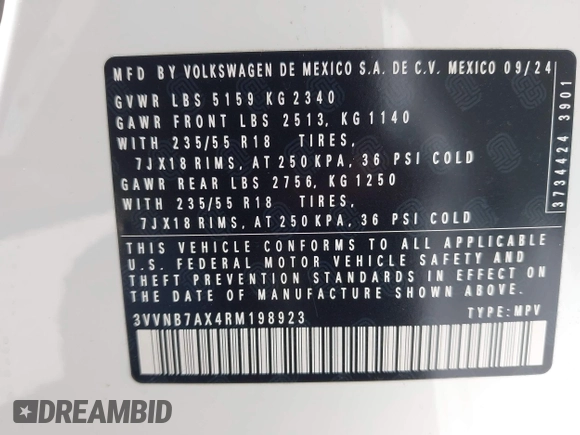 MFD BY VOLKSWAGEN DE MEXICO S.A. DE C.V. MEXICO 09/24
GVWR LBS 5159 KG 2340
GAWR FRONT LBS 2513, KG 1140
WITH 235/55 R18 TIRES,
7JX18 RIMS, AT 250 KPA, 36 PSI COLD
GAWR REAR LBS 2756, KG 1250
WITH 235/55 R18 TIRES,
7JX18 RIMS, AT 250 KPA, 36 PSI COLD
THIS VEHICLE CONFORMS TO ALL APPLICABLE
U.S. FEDERAL MOTOR VEHICLE SAFETY AND
THEFT PREVENTION STANDARDS IN EFFECT ON
THE DATE OF MANUFACTURE SHOWN ABOVE.
3VVNB7AX4RM198923 TYPE: MPV
3734424 3901
DREAMBID